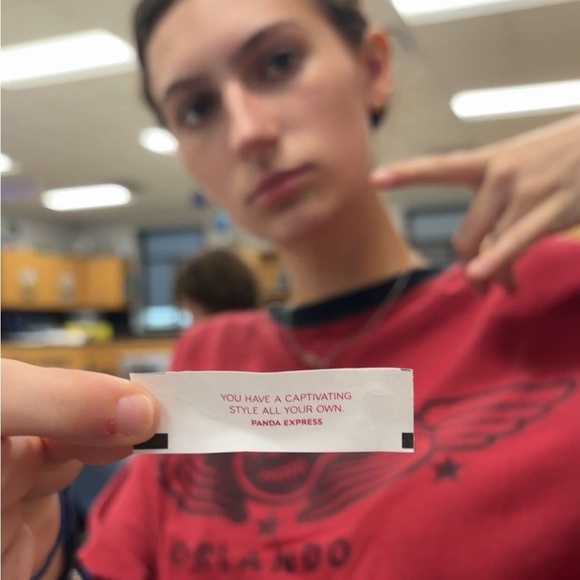 YOU HAVE A CAPTIVATING
STYLE ALL YOUR OWN.
PANDA EXPRESS
ORLANDO